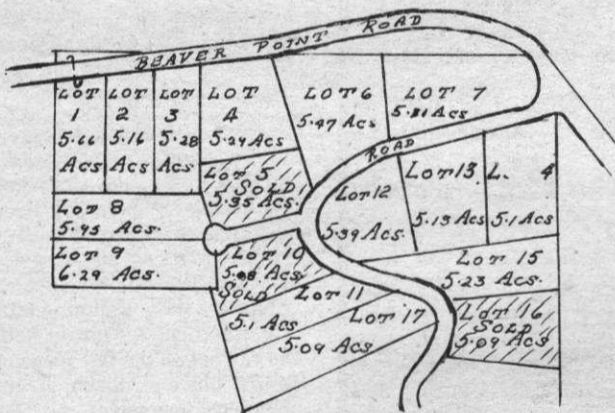 BEAVER POINT ROAD
LOT 1 5.66 Acs
LOT 2 5.16 Acs
LOT 3 5.28 Acs
LOT 4 5.29 Acs
LOT 6 5.47 Acs
LOT 7 Acs
ROAD
Lot 5 SOLD 5.35 Acs.
Lot 12 5.39 Acs.
Lot 13. 5.13 Acs
L. 4 5.1 Acs
Lot 8 5.95 Acs.
Lot 9 6.29 Acs.
Lot 10 Acs SOLD
Lot 11 5.1 Acs
Lot 15 5.23 Acs.
Lot 16 SOLD 5.09 Acs
Lot 17 5.09 Acs